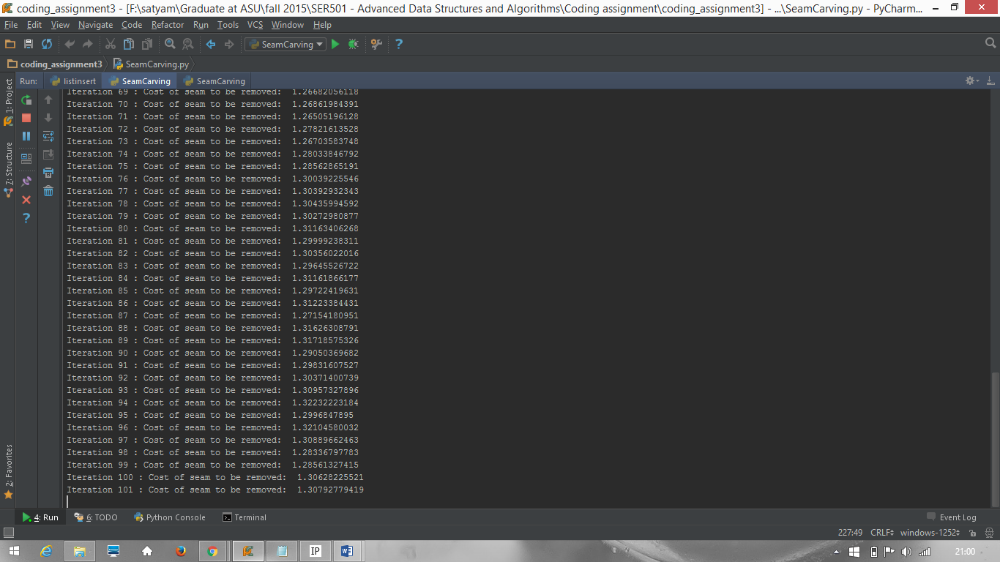 coding_assignment3 - [F:\satyam\Graduate at ASU\fall 2015\SER501 - Advanced Data Structures and Algorithms\Coding assignment\coding_assignment3] - ...\SeamCarving.py - PyCharm...
File Edit View Navigate Code Refactor Run Tools VCS Window Help
SeamCarving
coding_assignment3 SeamCarving.py
Run: listinsert SeamCarving SeamCarving
1: Project
7: Structure
2: Favorites
Iteration 69 : Cost of seam to be removed: 1.26682056118
Iteration 70 : Cost of seam to be removed: 1.26861984391
Iteration 71 : Cost of seam to be removed: 1.26505196128
Iteration 72 : Cost of seam to be removed: 1.27821613528
Iteration 73 : Cost of seam to be removed: 1.26703583748
Iteration 74 : Cost of seam to be removed: 1.28033846792
Iteration 75 : Cost of seam to be removed: 1.28562865191
Iteration 76 : Cost of seam to be removed: 1.30039225546
Iteration 77 : Cost of seam to be removed: 1.30392932343
Iteration 78 : Cost of seam to be removed: 1.30435994592
Iteration 79 : Cost of seam to be removed: 1.30272980877
Iteration 80 : Cost of seam to be removed: 1.31163406268
Iteration 81 : Cost of seam to be removed: 1.29999238311
Iteration 82 : Cost of seam to be removed: 1.30356022016
Iteration 83 : Cost of seam to be removed: 1.29645526722
Iteration 84 : Cost of seam to be removed: 1.31161866177
Iteration 85 : Cost of seam to be removed: 1.29722419631
Iteration 86 : Cost of seam to be removed: 1.31223384431
Iteration 87 : Cost of seam to be removed: 1.27154180951
Iteration 88 : Cost of seam to be removed: 1.31626308791
Iteration 89 : Cost of seam to be removed: 1.31718575326
Iteration 90 : Cost of seam to be removed: 1.29050369682
Iteration 91 : Cost of seam to be removed: 1.29831607527
Iteration 92 : Cost of seam to be removed: 1.30371400739
Iteration 93 : Cost of seam to be removed: 1.30957327896
Iteration 94 : Cost of seam to be removed: 1.32232223184
Iteration 95 : Cost of seam to be removed: 1.2996847895
Iteration 96 : Cost of seam to be removed: 1.32104580032
Iteration 97 : Cost of seam to be removed: 1.30889662463
Iteration 98 : Cost of seam to be removed: 1.28336797783
Iteration 99 : Cost of seam to be removed: 1.28561327415
Iteration 100 : Cost of seam to be removed: 1.30628225521
Iteration 101 : Cost of seam to be removed: 1.30792779419
4: Run 6: TODO Python Console Terminal Event Log
227:49 CRLF windows-1252
IP 21:00